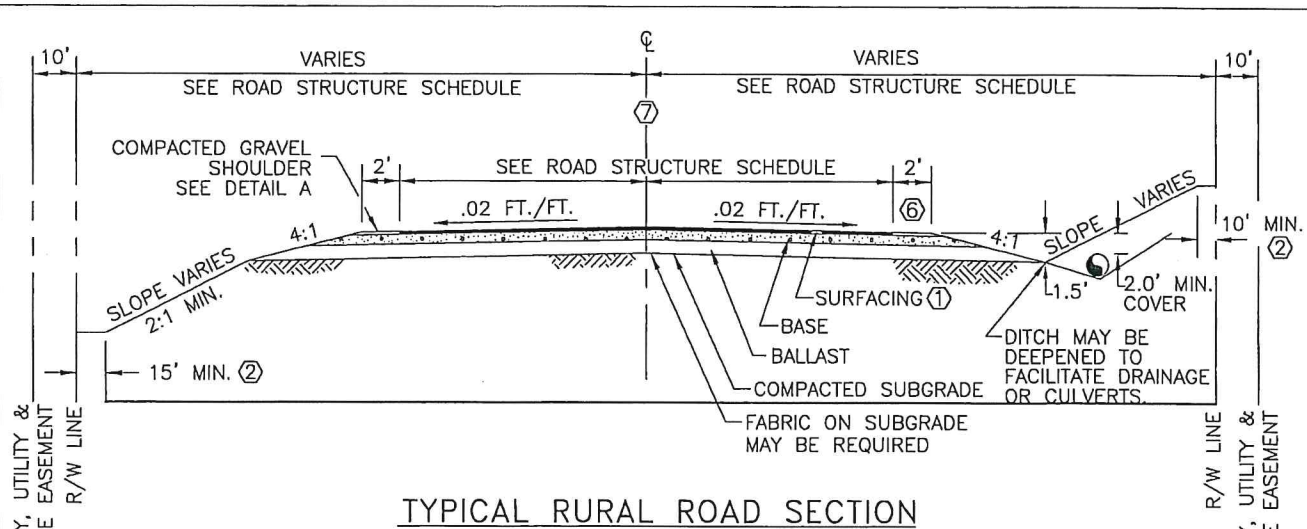 10'
VARIES
℄
VARIES
10'
SEE ROAD STRUCTURE SCHEDULE
SEE ROAD STRUCTURE SCHEDULE
7
COMPACTED GRAVEL
SHOULDER
SEE DETAIL A
2'
SEE ROAD STRUCTURE SCHEDULE
2'
6
.02 FT./FT.
.02 FT./FT.
4:1
4:1
SLOPE VARIES
SLOPE VARIES
2:1 MIN.
10' MIN.
2
15' MIN. 2
SURFACING 1
BASE
BALLAST
COMPACTED SUBGRADE
FABRIC ON SUBGRADE
MAY BE REQUIRED
1.5'
2.0' MIN.
COVER
DITCH MAY BE
DEEPENED TO
FACILITATE DRAINAGE
OR CULVERTS.
UTILITY &
EASEMENT
R/W LINE
R/W LINE
UTILITY &
EASEMENT
TYPICAL RURAL ROAD SECTION